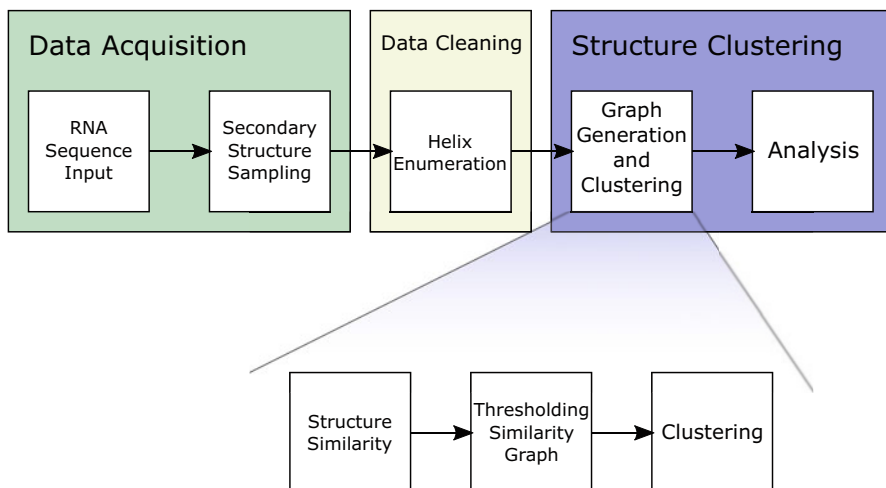 Data Acquisition
Data Cleaning
Structure Clustering
RNA
Sequence
Input
Secondary
Structure
Sampling
Helix
Enumeration
Graph
Generation
and
Clustering
Analysis
Structure
Similarity
Thresholding
Similarity
Graph
Clustering